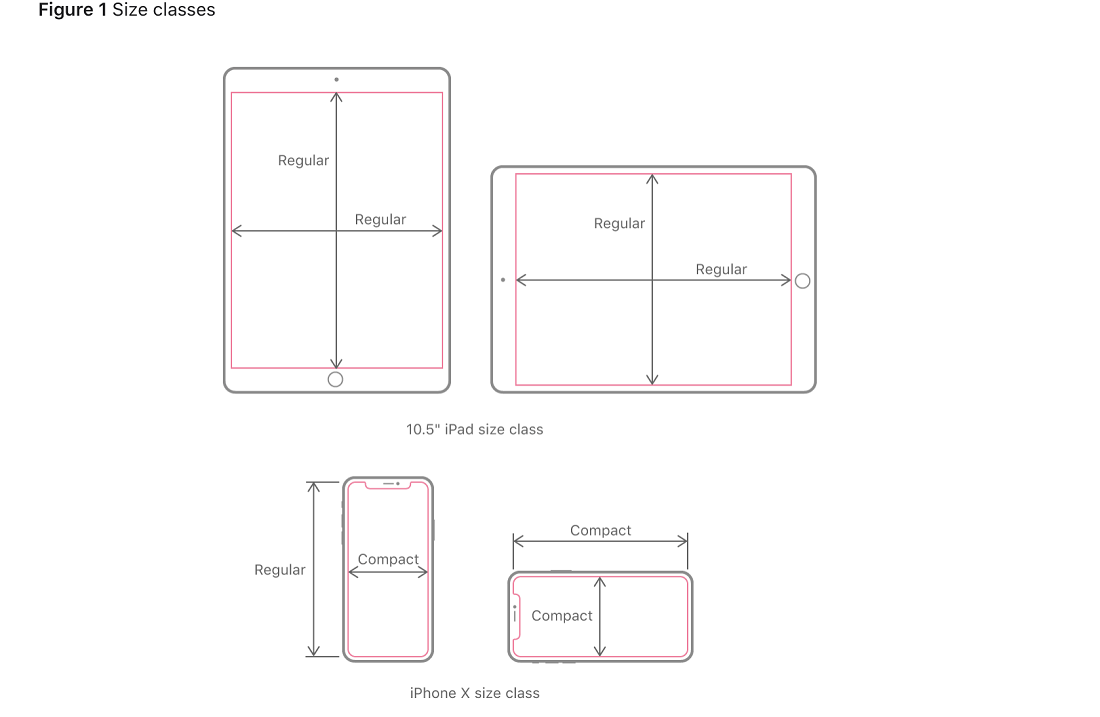 Figure 1 Size classes
Regular
Regular
Regular
Regular
10.5" iPad size class
Compact
Compact
Regular
Compact
iPhone X size class